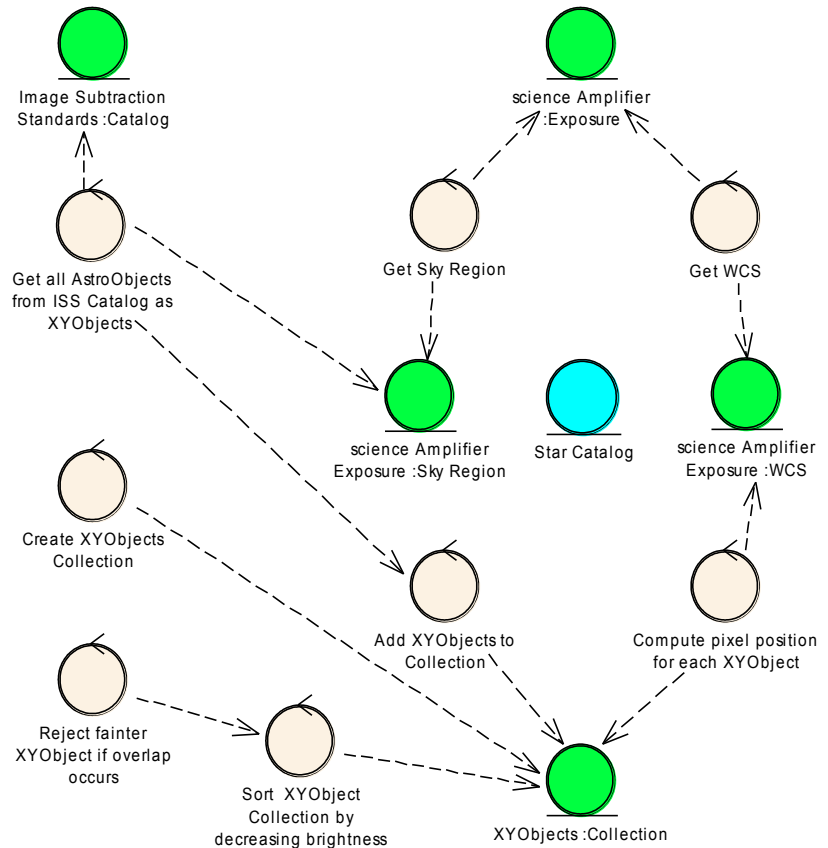 Image Subtraction
Standards :Catalog
science Amplifier
:Exposure
Get all AstroObjects
from ISS Catalog as
XYObjects
Get Sky Region
Get WCS
science Amplifier
Exposure :Sky Region
Star Catalog
science Amplifier
Exposure :WCS
Create XYObjects
Collection
Add XYObjects to
Collection
Compute pixel position
for each XYObject
Reject fainter
XYObject if overlap
occurs
Sort XYObject
Collection by
decreasing brightness
XYObjects :Collection